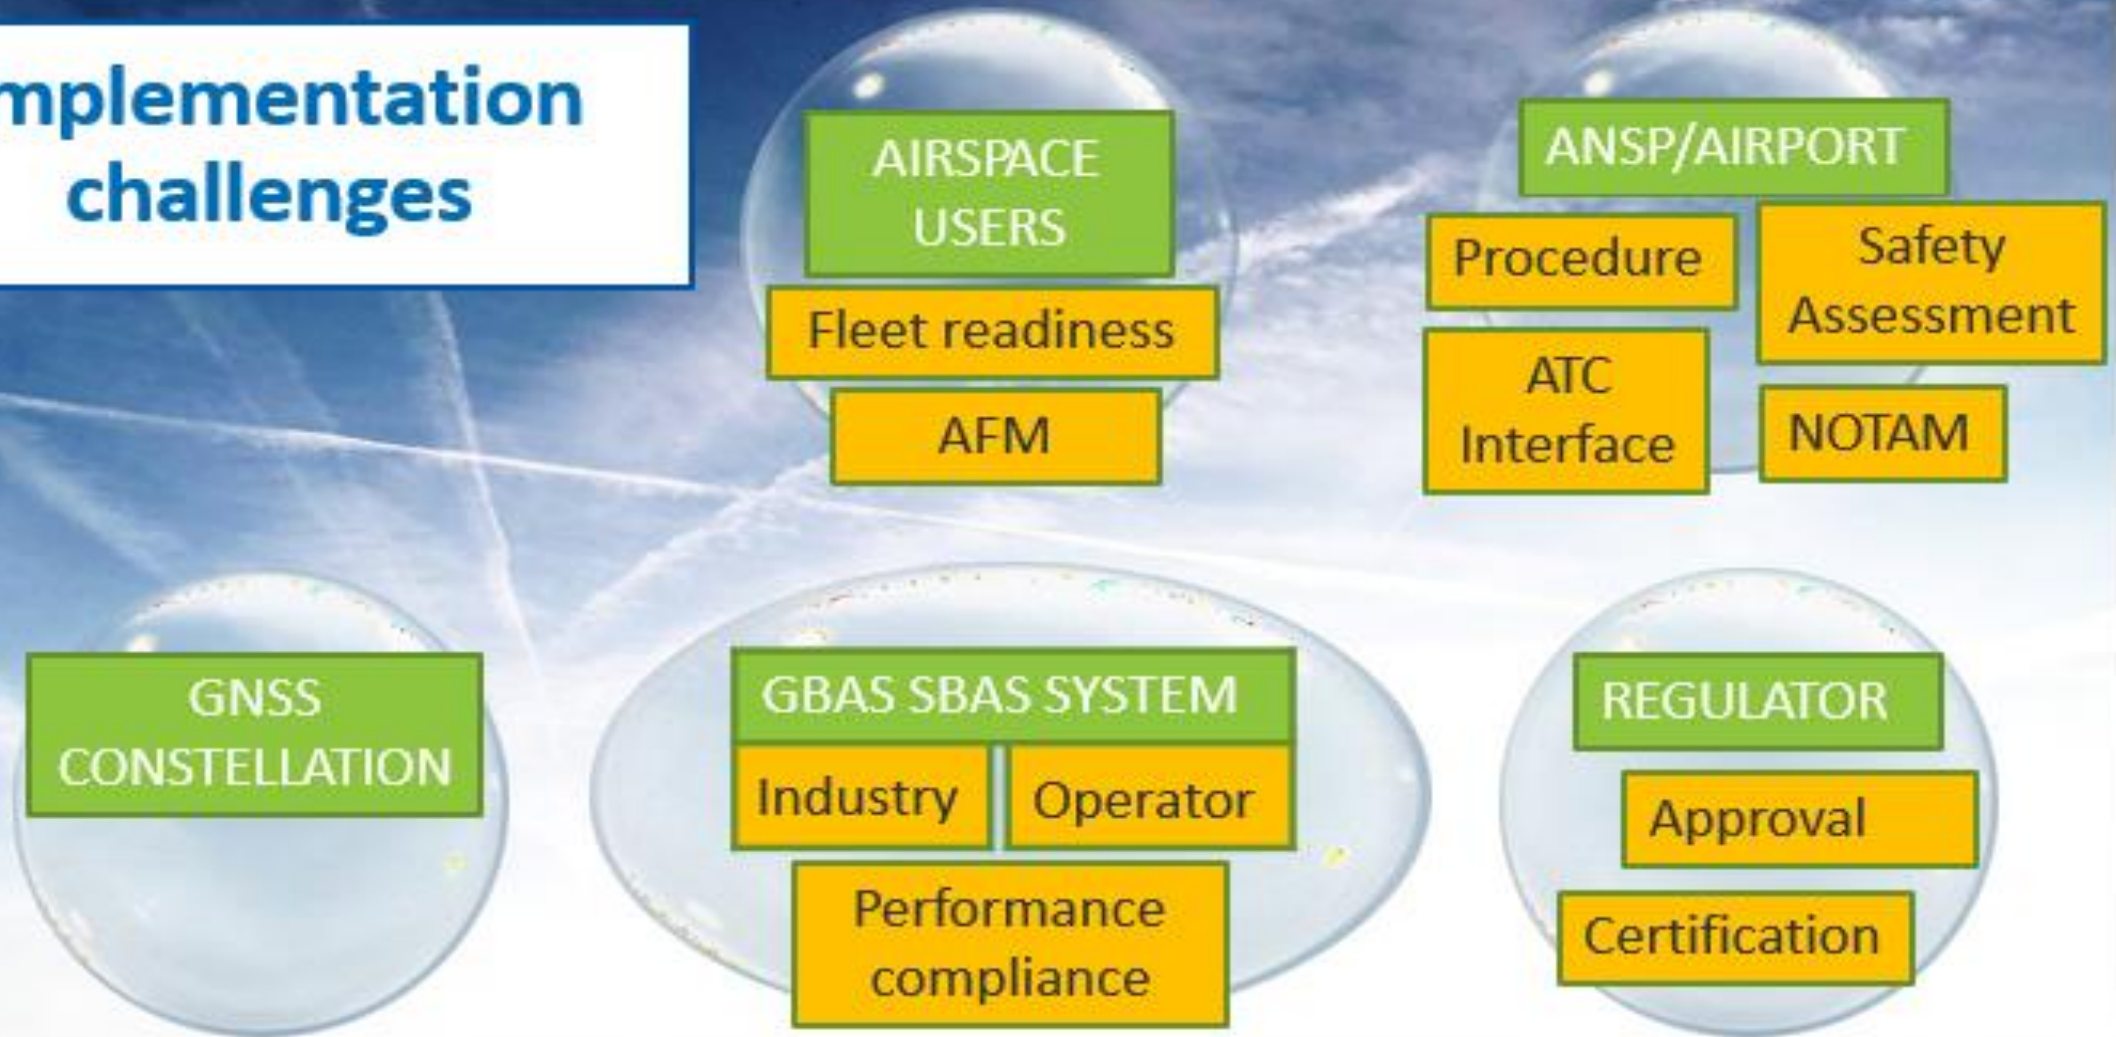 mplementation
challenges
AIRSPACE
USERS
Fleet readiness
AFM
ANSP/AIRPORT
Procedure
Safety
Assessment
ATC
Interface
NOTAM
GNSS
CONSTELLATION
GBAS SBAS SYSTEM
Industry
Operator
Performance
compliance
REGULATOR
Approval
Certification